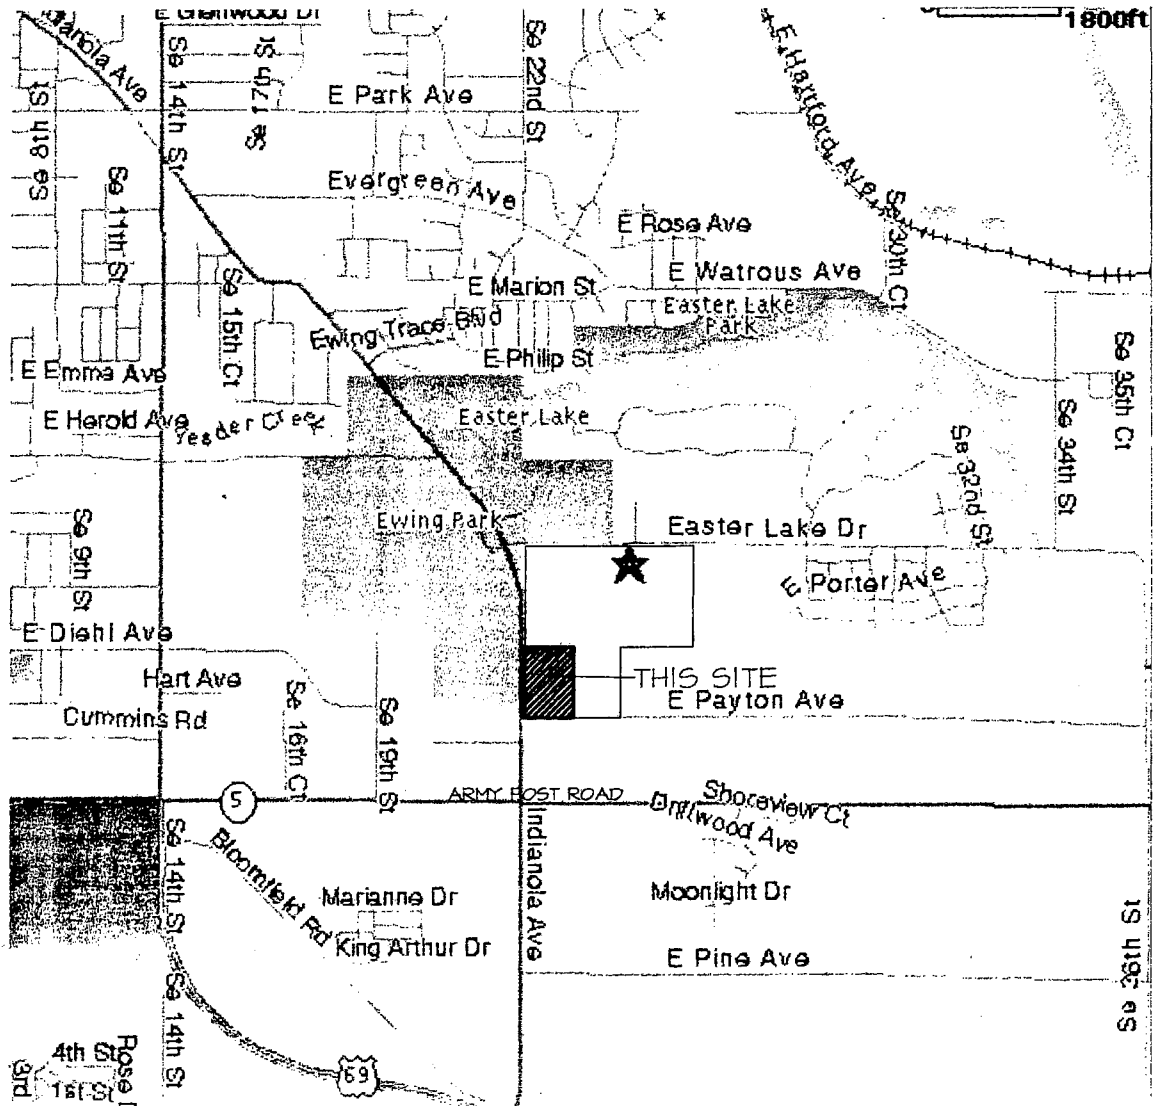 1800ft
Indianola Ave
Se 14th St
Se 17th St
Se 22nd St
E Hartford Ave
Se 8th St
E Park Ave
Se 11th St
Evergreen Ave
E Rose Ave
Se 30th Ct
E Watrous Ave
E Marion St
Easter Lake
Park
Se 15th Ct
Ewing Trace Blvd
E Philip St
Se 35th Ct
E Emma Ave
E Herold Ave
Yeader Creek
Easter Lake
Se 34th St
Se 32nd St
Ewing Park
Easter Lake Dr
Se 9th St
E Porter Ave
E Diehl Ave
Hart Ave
THIS SITE
E Payton Ave
Cummins Rd
Se 16th Ct
Se 19th St
5
ARMY POST ROAD
Shoreview Ct
Driftwood Ave
Se 14th St
Bloomfield Rd
Indianola Ave
Marianne Dr
Moonlight Dr
King Arthur Dr
E Pine Ave
Se 36th St
Se 14th St
69
4th St
1st St
3rd
Rose